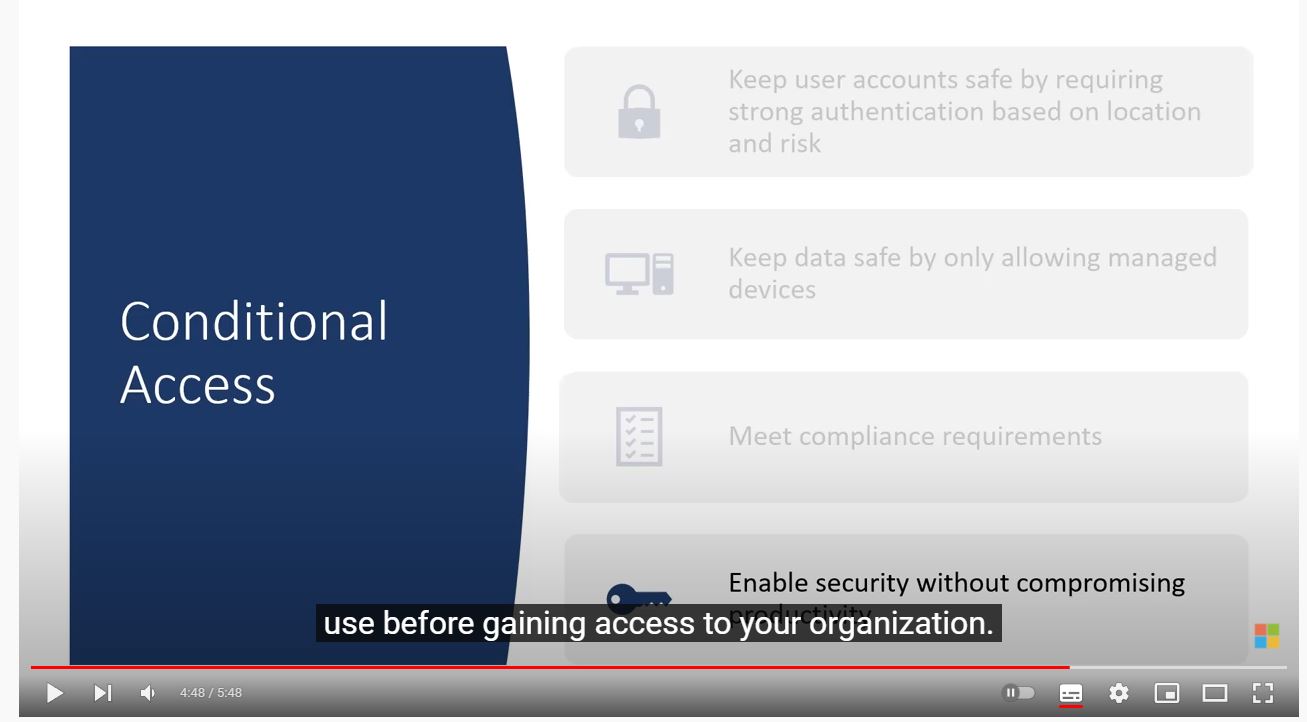 Conditional
Access
Keep user accounts safe by requiring
strong authentication based on location
and risk
Keep data safe by only allowing managed
devices
Meet compliance requirements
Enable security without compromising
productivity
use before gaining access to your organization.
4:48 / 5:48